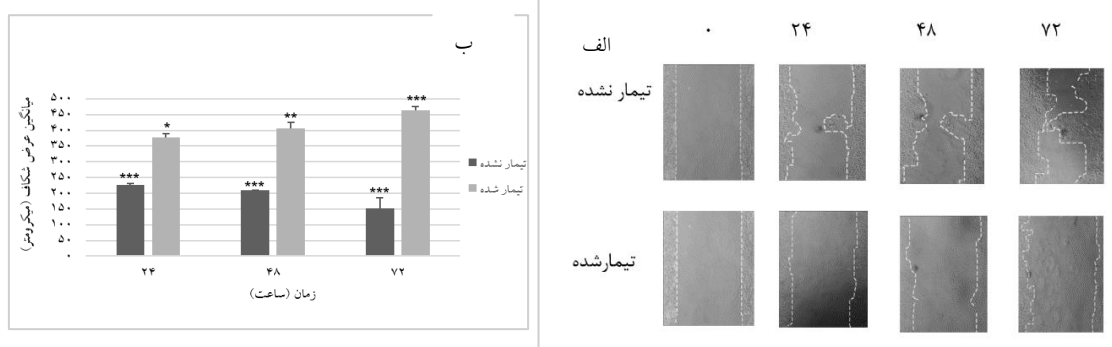 الف
۰ ۲۴ ۴۸ ۷۲
تیمار نشده
تیمارشده
ب
میانگین عرض شکاف (میکرومتر)
۵۰۰
۴۵۰
۴۰۰
۳۵۰
۳۰۰
۲۵۰
۲۰۰
۱۵۰
۱۰۰
۵۰
۰
*** *
*** **
*** ***
۲۴ ۴۸ ۷۲
زمان (ساعت)
تیمار نشده
تیمار شده